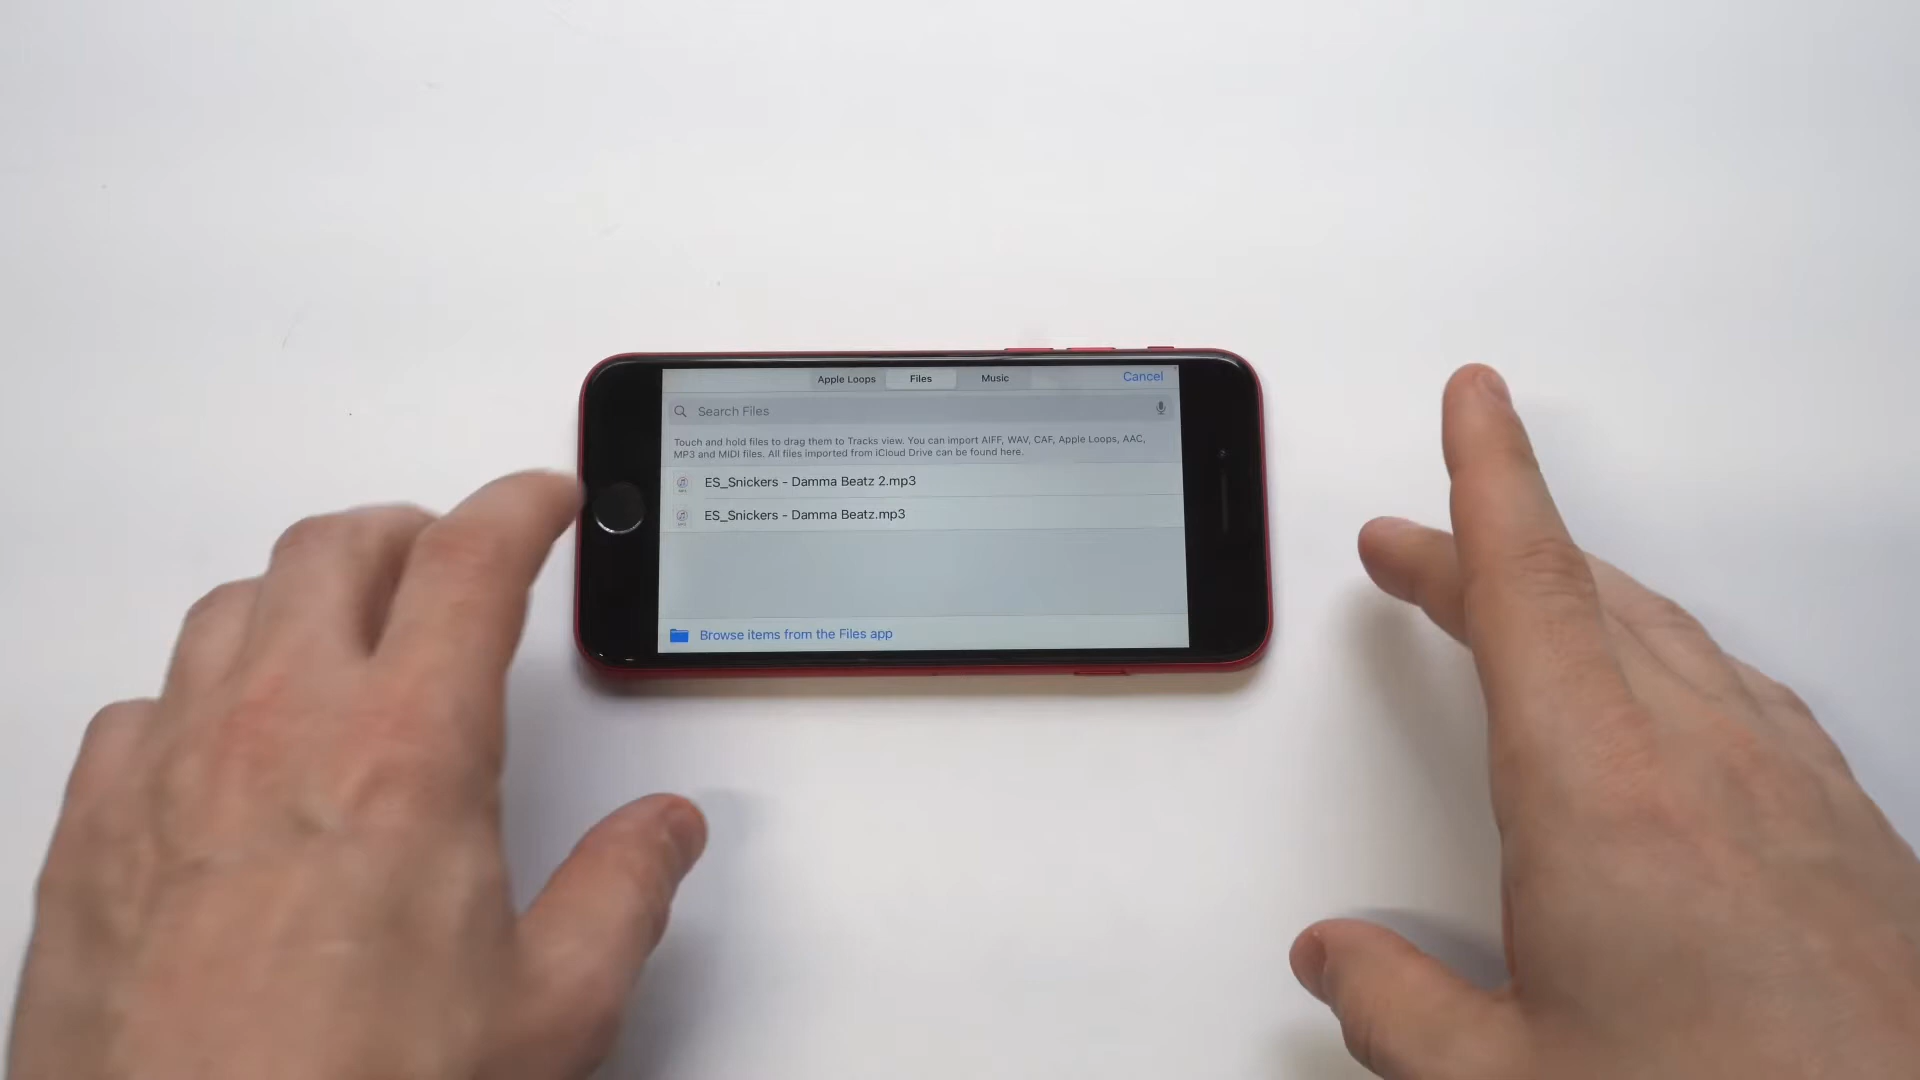 Apple Loops Files Music Cancel
Search Files
Touch and hold files to drag them to Tracks view. You can import AIFF, WAV, CAF, Apple Loops, AAC,
MP3 and MIDI files. All files imported from iCloud Drive can be found here.
ES_Snickers - Damma Beatz 2.mp3
ES_Snickers - Damma Beatz.mp3
Browse items from the Files app